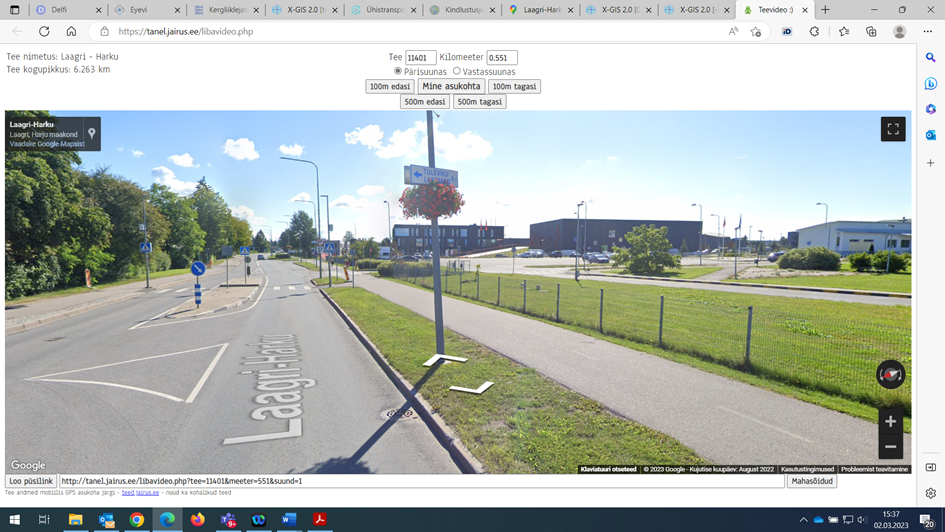 Delfi
Eyevi
Kergliiklejat
X-GIS 2.0 [
Ühistranspo
Kindlustusj
Laagri-Harku
X-GIS 2.0 [
X-GIS 2.0 [
Teevideo :)
https://tanel.jairus.ee/libavideo.php
Tee nimetus: Laagri - Harku
Tee kogupikkus: 6.263 km
Tee 11401 Kilomeeter 0.551
Pärisuunas Vastassuunas
100m edasi Mine asukohta 100m tagasi
500m edasi 500m tagasi
Laagri-Harku
Laagri, Harju maakond
Vaadake Google Mapsis!
TULEVIKU
Laagri-Harku
Google
Klaviatuuri otseteed © 2023 Google - Kujutise kuupäev: August 2022 Kasutustingimused Probleemist teavitamine
Loo püsilink http://tanel.jairus.ee/libavideo.php?tee=11401&meeter=551&suund=1 Mahasõidud
Tee andmed mobiilis GPS asukoha järgi - teed.jairus.ee - nüüd ka kohalikud teed
15:37
02.03.2023
20